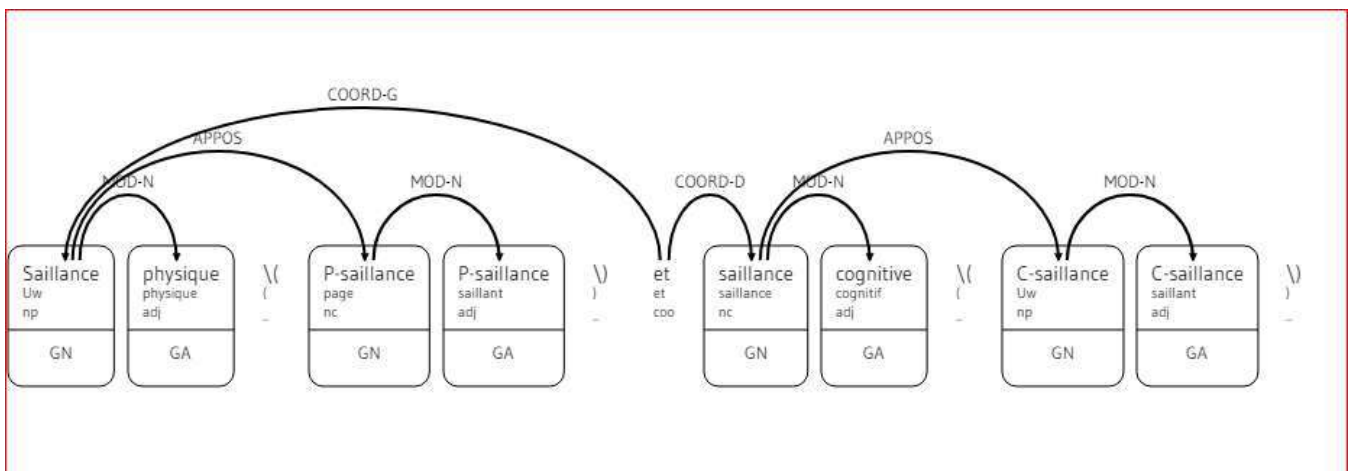 COORD-G
APPOS APPOS
MOD-N MOD-N COORD-D MOD-N MOD-N
Saillance physique \( P-saillance P-saillance \) et saillance cognitive \( C-saillance C-saillance \)
Uw physique ( page saillant ) et saillance cognitif ( Uw saillant )
np adj _ nc adj _ coo nc adj _ np adj _
GN GA GN GA GN GA GN GA